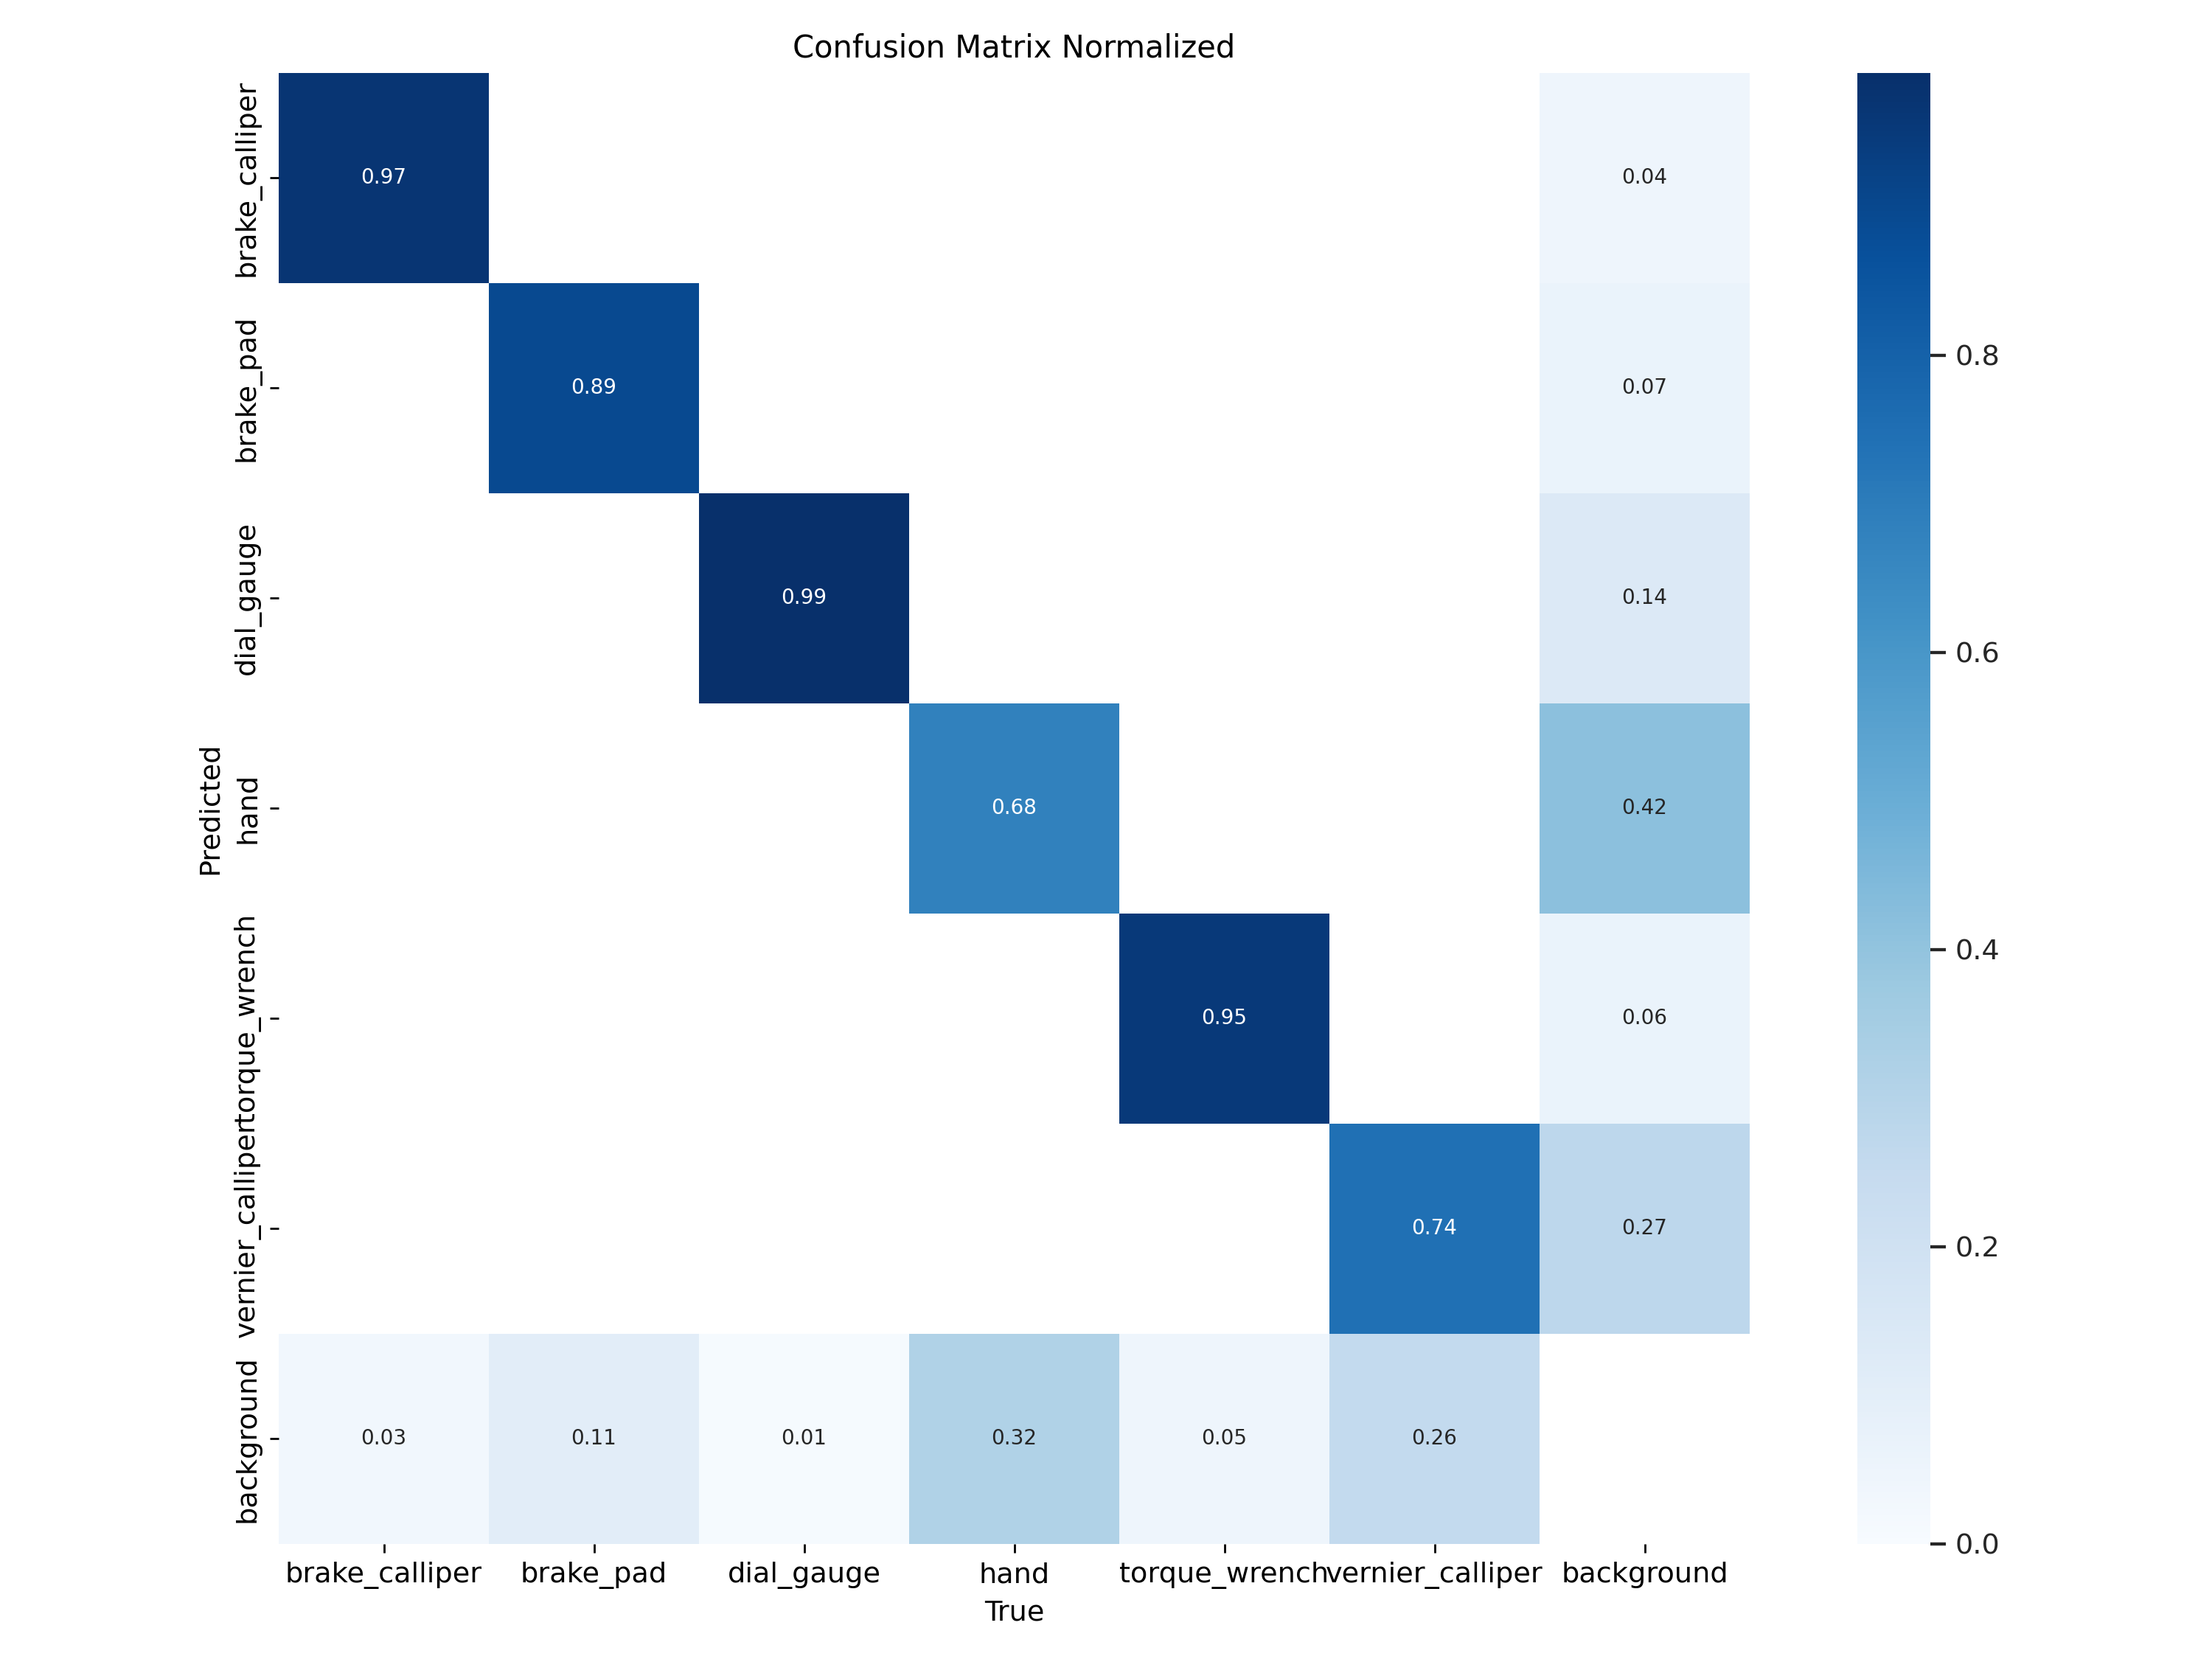 Confusion Matrix Normalized
Predicted
brake_calliper
0.97
0.04
brake_pad
0.89
0.07
0.8
dial_gauge
0.99
0.14
0.6
hand
0.68
0.42
0.4
torque_wrench
0.95
0.06
vernier_calliper
0.74
0.27
0.2
background
0.03
0.11
0.01
0.32
0.05
0.26
0.0
brake_calliper
brake_pad
dial_gauge
hand
torque_wrench
vernier_calliper
background
True